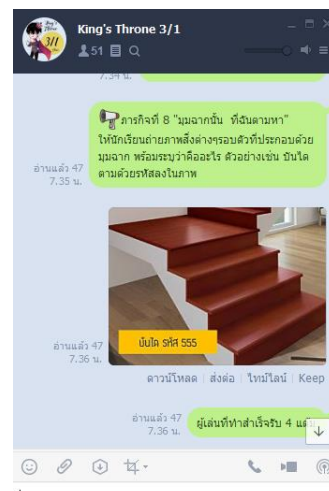 King's Throne 3/1
51
7.34 น.
ภารกิจที่ 8 "มุมฉากนั้น ที่ฉันตามหา"
ให้นักเรียนถ่ายภาพสิ่งต่างๆรอบตัวที่ประกอบด้วย
มุมฉาก พร้อมระบุว่าคืออะไร ตัวอย่างเช่น บันได
ตามด้วยรหัสลงในภาพ
อ่านแล้ว 47
7.35 น.
บันได รหัส 555
อ่านแล้ว 47
7.36 น.
ดาวน์โหลด | ส่งต่อ | ไทม์ไลน์ | Keep
ผู้เล่นที่ทำสำเร็จรับ 4 แต้ม
อ่านแล้ว 47
7.36 น.